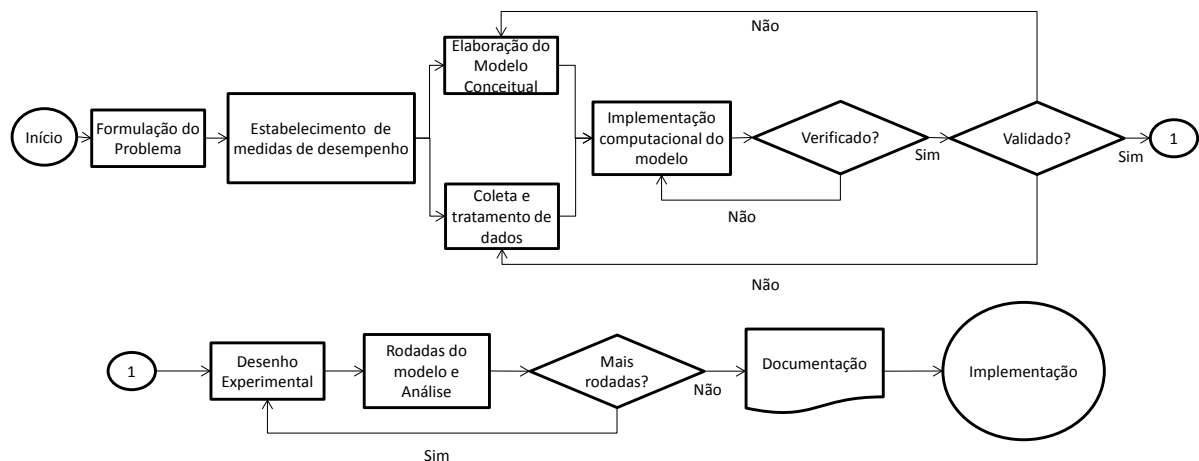 Não
Elaboração do
Modelo
Conceitual
Início
Formulação do
Problema
Estabelecimento de
medidas de desempenho
Implementação
computacional do
modelo
Verificado?
Sim
Validado?
Sim
1
Coleta e
tratamento de
dados
Não
Não
1
Desenho
Experimental
Rodadas do
modelo e
Análise
Mais
rodadas?
Não
Documentação
Implementação
Sim